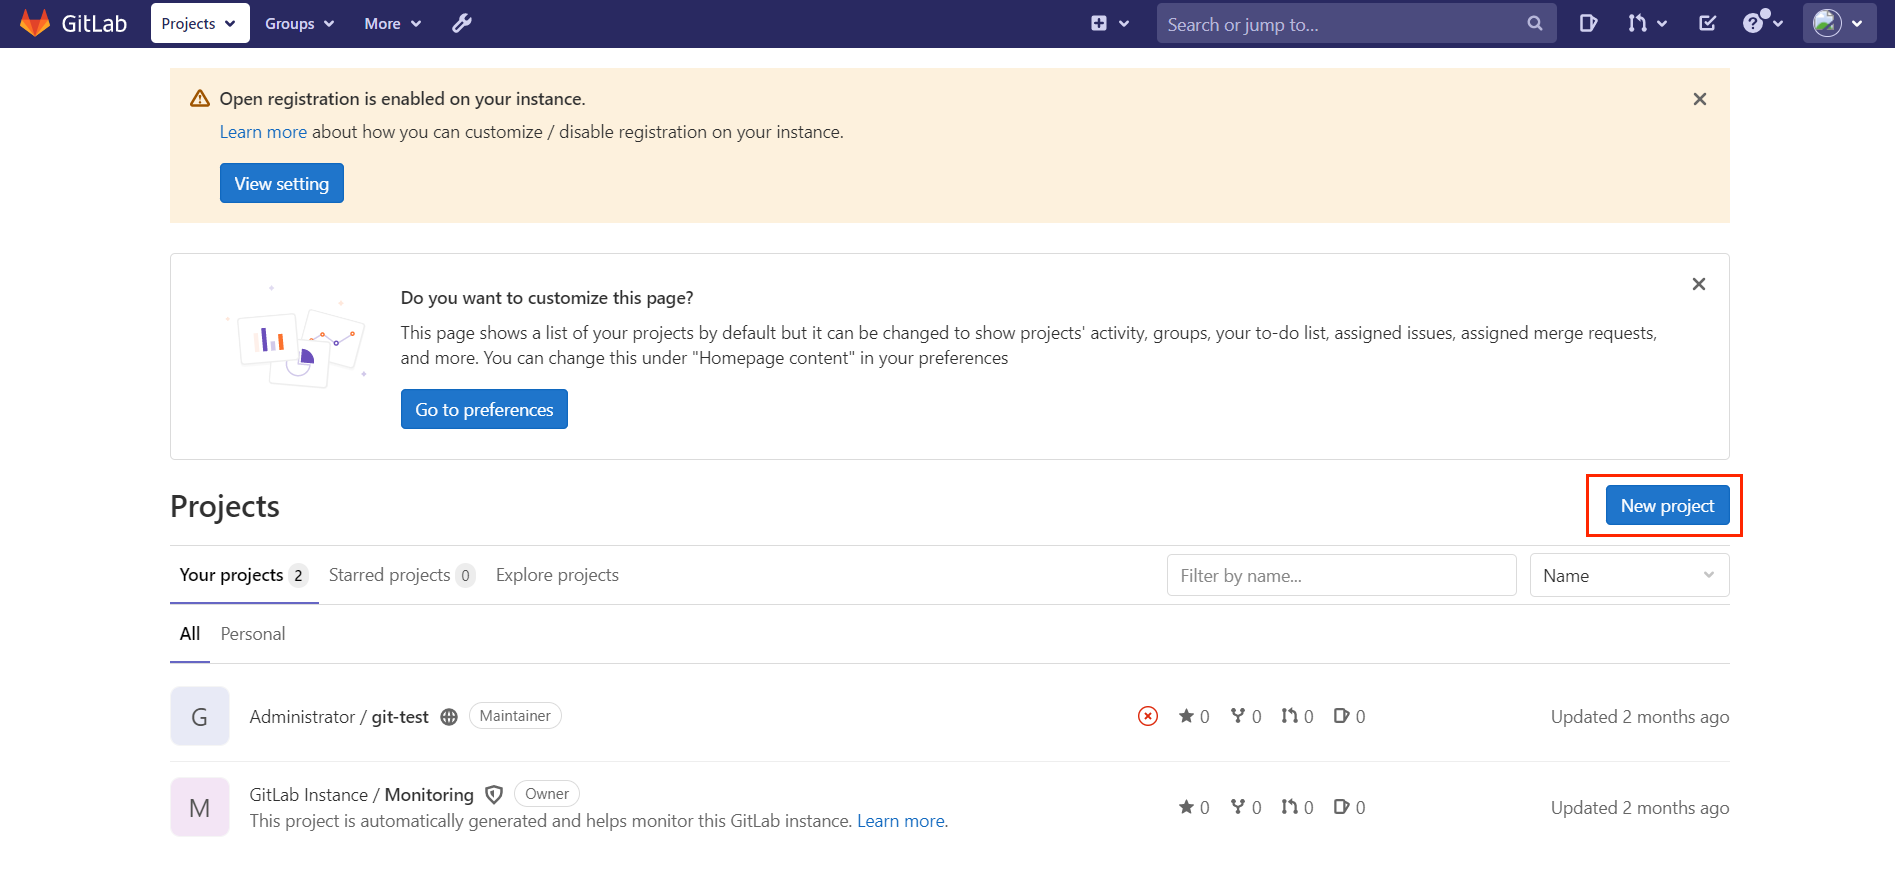 GitLab Projects Groups More Search or jump to...
Open registration is enabled on your instance.
Learn more about how you can customize / disable registration on your instance.
View setting
Do you want to customize this page?
This page shows a list of your projects by default but it can be changed to show projects' activity, groups, your to-do list, assigned issues, assigned merge requests,
and more. You can change this under "Homepage content" in your preferences
Go to preferences
Projects
New project
Your projects 2 Starred projects 0 Explore projects Filter by name... Name
All Personal
G Administrator / git-test Maintainer 0 0 0 0 Updated 2 months ago
M GitLab Instance / Monitoring Owner 0 0 0 0 Updated 2 months ago
This project is automatically generated and helps monitor this GitLab instance. Learn more.